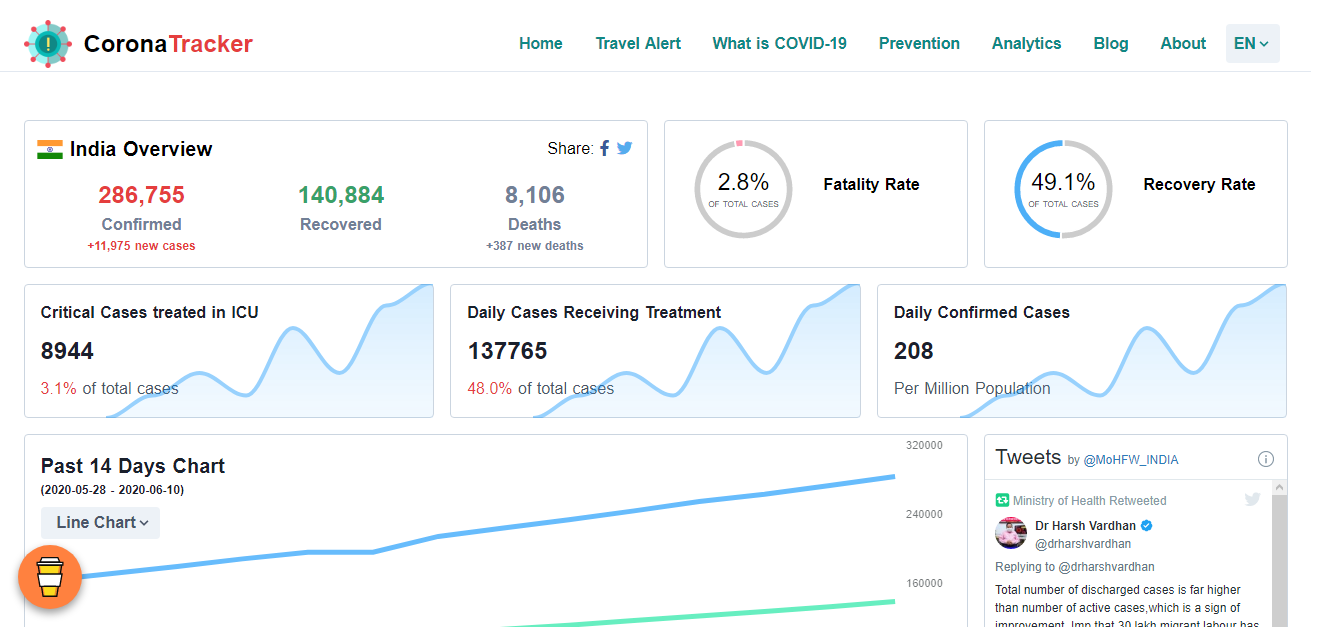 CoronaTracker
Home
Travel Alert
What is COVID-19
Prevention
Analytics
Blog
About
EN
India Overview
Share:
286,755
Confirmed
+11,975 new cases
140,884
Recovered
8,106
Deaths
+387 new deaths
2.8%
OF TOTAL CASES
Fatality Rate
49.1%
OF TOTAL CASES
Recovery Rate
Critical Cases treated in ICU
8944
3.1% of total cases
Daily Cases Receiving Treatment
137765
48.0% of total cases
Daily Confirmed Cases
208
Per Million Population
Past 14 Days Chart
(2020-05-28 - 2020-06-10)
Line Chart
320000
240000
160000
Tweets by @MoHFW_INDIA
Ministry of Health Retweeted
Dr Harsh Vardhan
@drharshvardhan
Replying to @drharshvardhan
Total number of discharged cases is far higher
than number of active cases,which is a sign of
improvement. Imp that 30 lakh migrant labour has